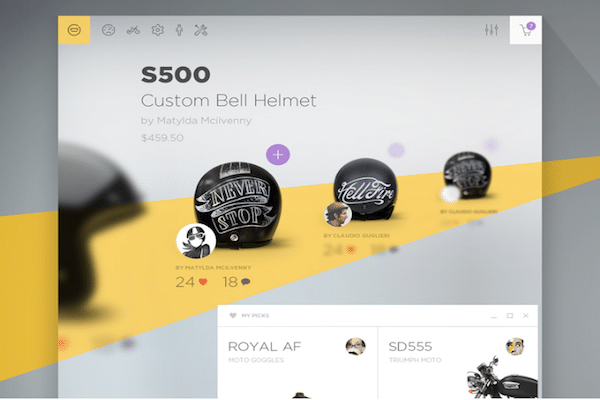 7
S500
Custom Bell Helmet
by Matylda Mcilvenny
$459.50
NEVER
STOP
Hell Fire
BY MATYLDA MCILVENNY
24 18
BY CLAUDIO GUGLIERI
24 18
BY CLAUDIO GUGLIERI
MY PICKS
ROYAL AF
MOTO GOGGLES
SD555
TRIUMPH MOTO